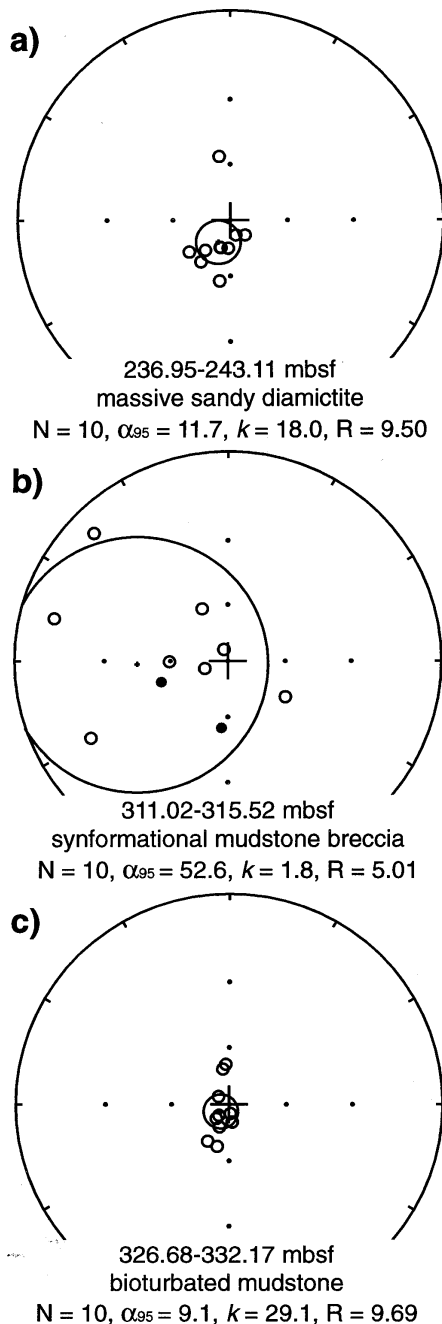 a)
236.95-243.11 mbsf
massive sandy diamictite
N = 10, α95 = 11.7, k = 18.0, R = 9.50
b)
311.02-315.52 mbsf
synformational mudstone breccia
N = 10, α95 = 52.6, k = 1.8, R = 5.01
c)
326.68-332.17 mbsf
bioturbated mudstone
N = 10, α95 = 9.1, k = 29.1, R = 9.69